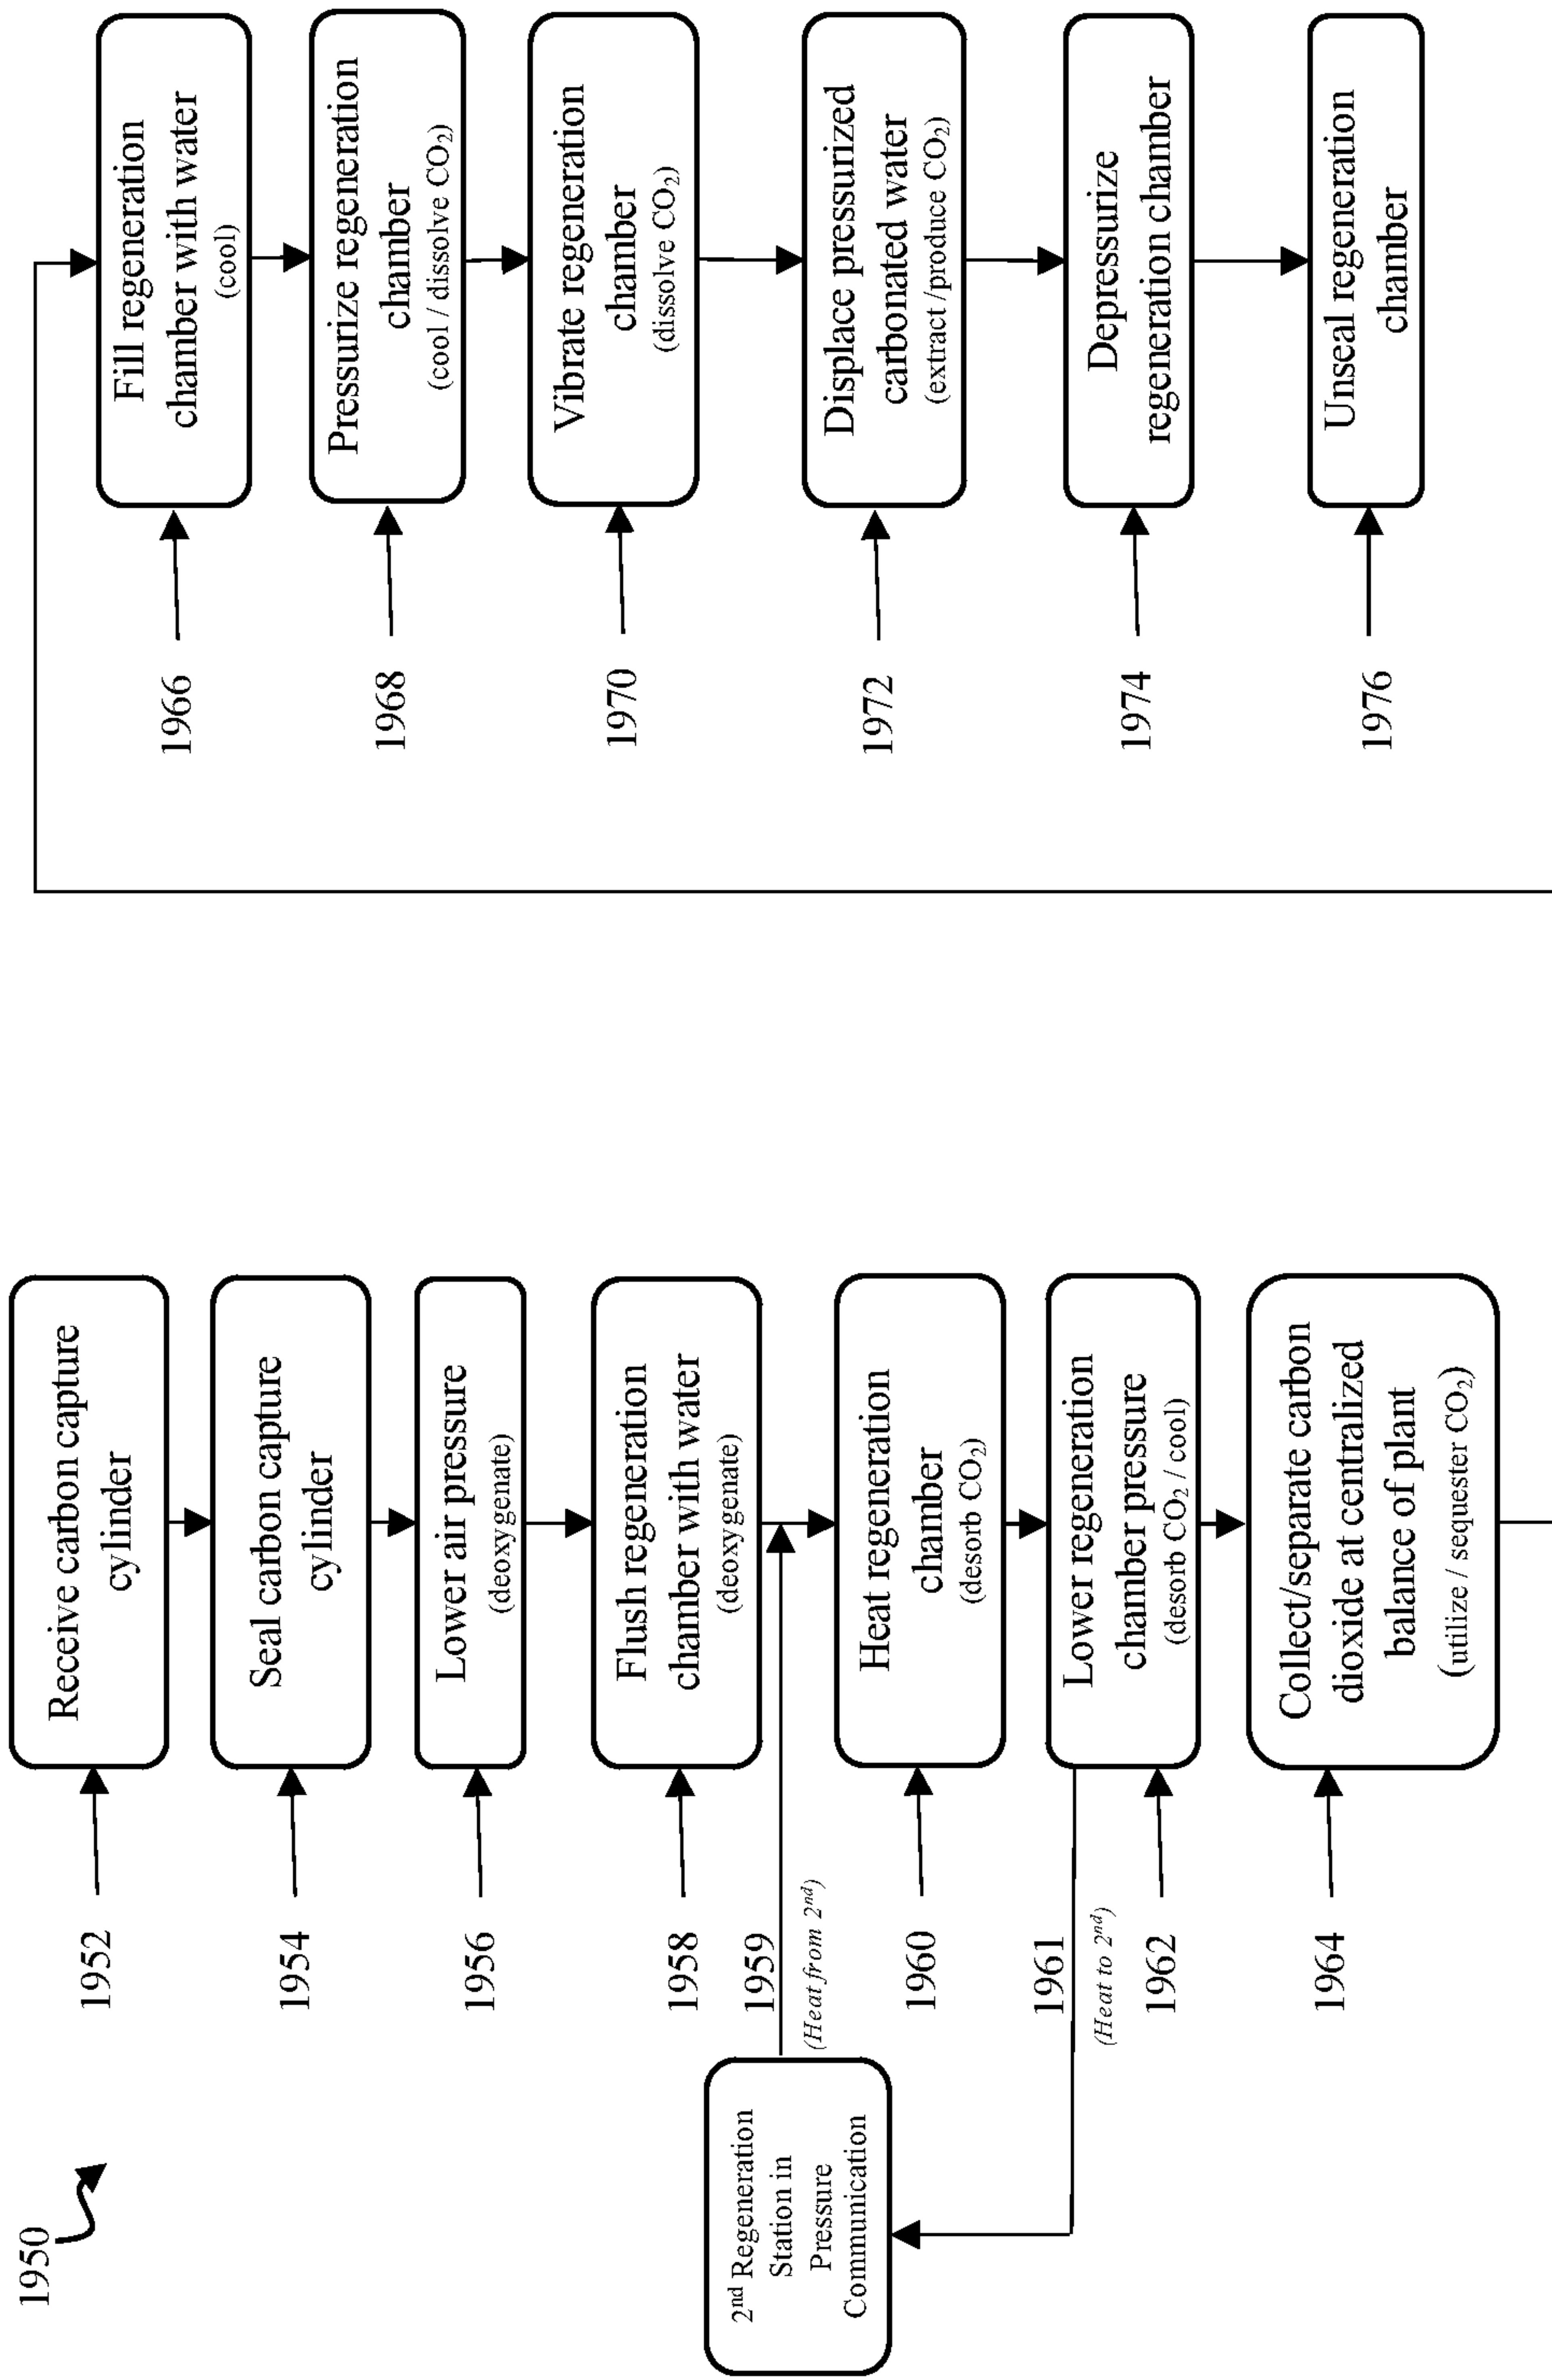 1950
1952
Receive carbon capture
cylinder
1954
Seal carbon capture
cylinder
1956
Lower air pressure
(deoxygenate)
1958
Flush regeneration
chamber with water
(deoxygenate)
1959
(Heat from 2nd)
2nd Regeneration
Station in
Pressure
Communication
1960
Heat regeneration
chamber
(desorb CO₂)
1961
(Heat to 2nd)
1962
Lower regeneration
chamber pressure
(desorb CO₂ / cool)
1964
Collect/separate carbon
dioxide at centralized
balance of plant
(utilize / sequester CO₂)
1966
Fill regeneration
chamber with water
(cool)
1968
Pressurize regeneration
chamber
(cool / dissolve CO₂)
1970
Vibrate regeneration
chamber
(dissolve CO₂)
1972
Displace pressurized
carbonated water
(extract /produce CO₂)
1974
Depressurize
regeneration chamber
1976
Unseal regeneration
chamber